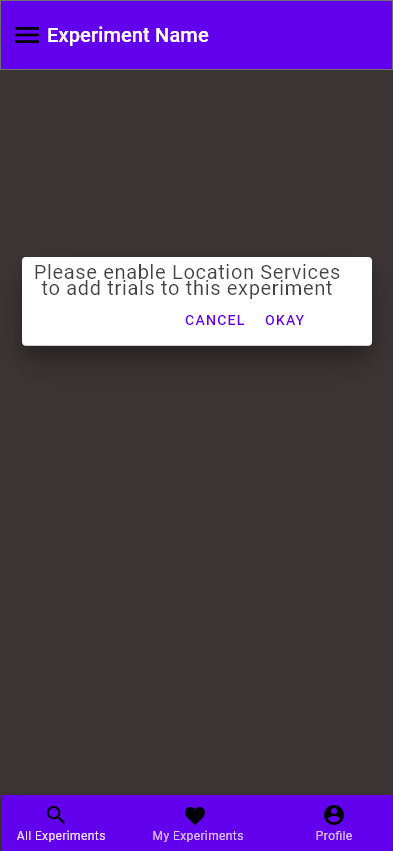 Experiment Name
Please enable Location Services
to add trials to this experiment
CANCEL OKAY
All Experiments My Experiments Profile